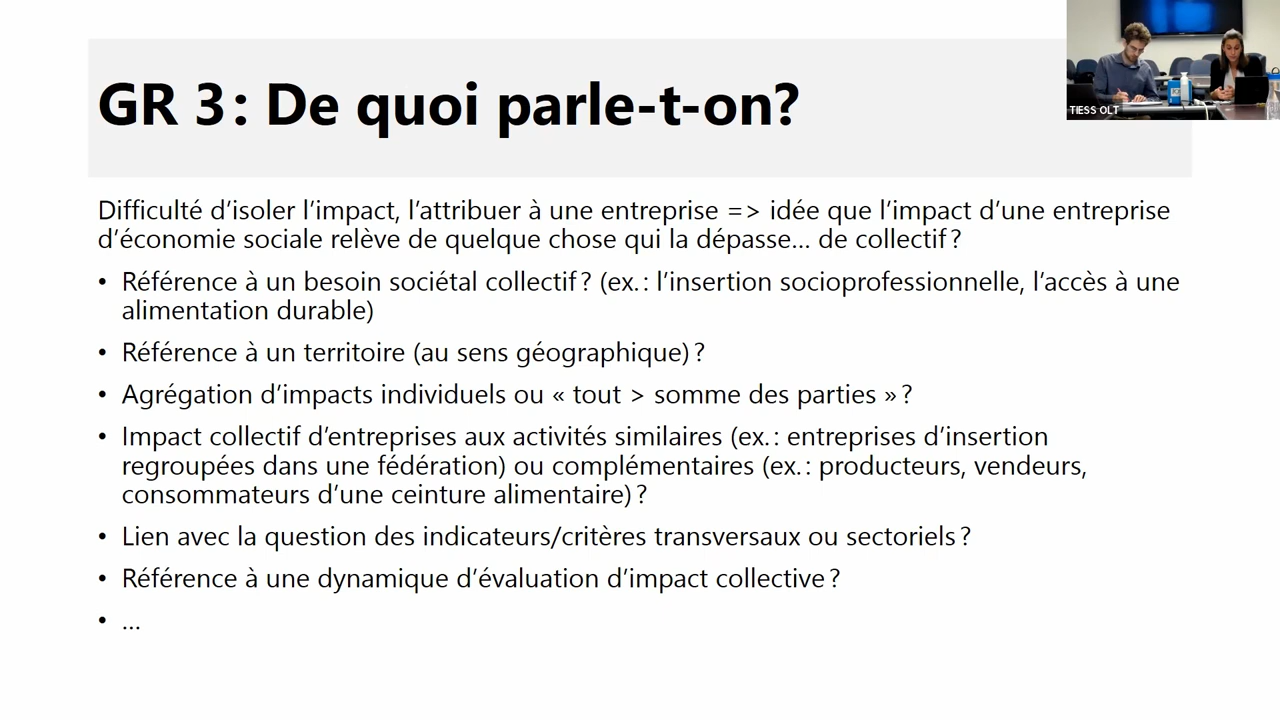 GR 3 : De quoi parle-t-on?
TIESS OLT
Difficulté d’isoler l’impact, l’attribuer à une entreprise => idée que l’impact d’une entreprise
d’économie sociale relève de quelque chose qui la dépasse… de collectif ?
• Référence à un besoin sociétal collectif ? (ex. : l’insertion socioprofessionnelle, l’accès à une
alimentation durable)
• Référence à un territoire (au sens géographique) ?
• Agrégation d’impacts individuels ou « tout > somme des parties » ?
• Impact collectif d’entreprises aux activités similaires (ex. : entreprises d’insertion
regroupées dans une fédération) ou complémentaires (ex. : producteurs, vendeurs,
consommateurs d’une ceinture alimentaire) ?
• Lien avec la question des indicateurs/critères transversaux ou sectoriels ?
• Référence à une dynamique d’évaluation d’impact collective ?
• …